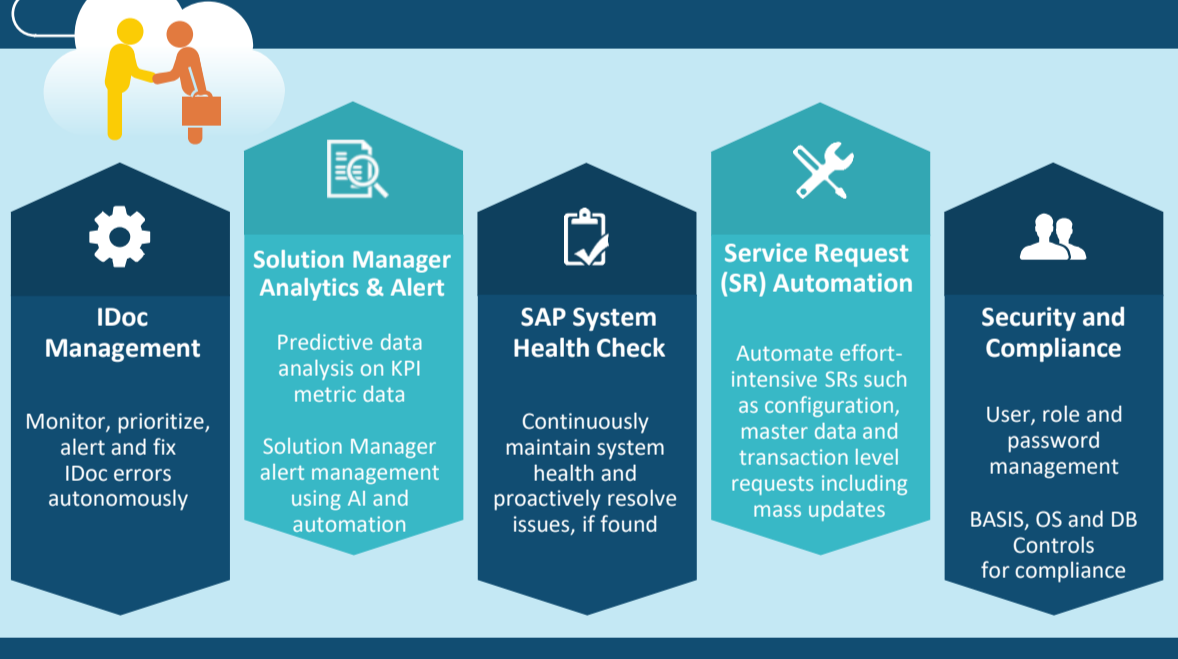 IDoc
Management
Monitor, prioritize,
alert and fix
IDoc errors
autonomously
Solution Manager
Analytics & Alert
Predictive data
analysis on KPI
metric data
Solution Manager
alert management
using AI and
automation
SAP System
Health Check
Continuously
maintain system
health and
proactively resolve
issues, if found
Service Request
(SR) Automation
Automate effort-
intensive SRs such
as configuration,
master data and
transaction level
requests including
mass updates
Security and
Compliance
User, role and
password
management
BASIS, OS and DB
Controls
for compliance